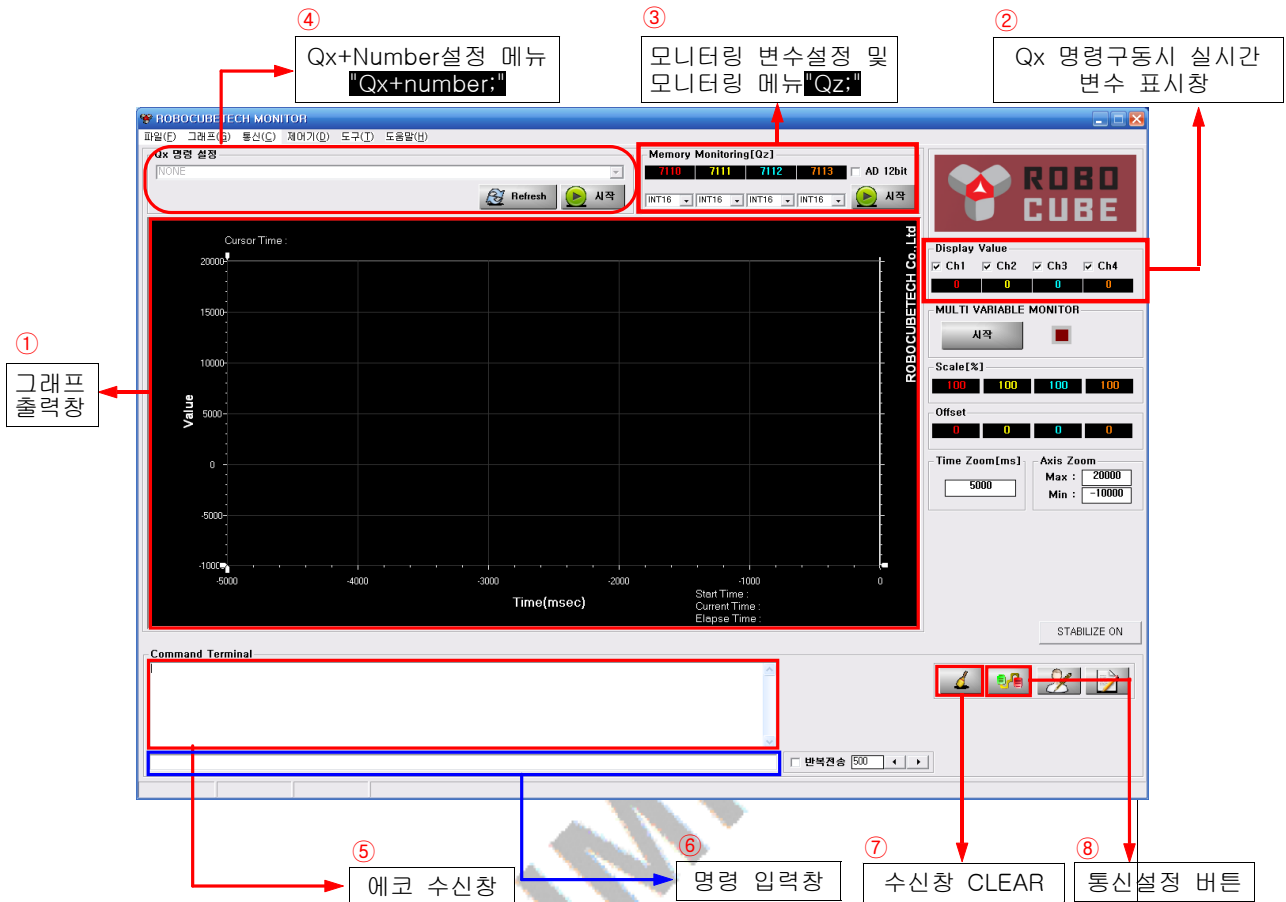 ④
Qx+Number설정 메뉴
"Qx+number;"
③
모니터링 변수설정 및
모니터링 메뉴"Qz;"
②
Qx 명령구동시 실시간
변수 표시창
ROBOCUBETECH MONITOR
파일(F) 그래프(G) 통신(C) 제어기(D) 도구(T) 도움말(H)
Qx 명령 설정
NONE
Refresh
시작
Memory Monitoring[Qz]
7110 7111 7112 7113 AD 12bit
INT16 INT16 INT16 INT16 시작
ROBO
CUBE
Cursor Time :
20000
15000
10000
5000
0
-5000
-10000
Value
-5000 -4000 -3000 -2000 -1000 0
Time(msec)
Start Time :
Current Time :
Elapse Time :
ROBOCUBETECH Co.,Ltd
Display Value
Ch1 Ch2 Ch3 Ch4
0 0 0 0
MULTI VARIABLE MONITOR
시작
Scale[%]
100 100 100 100
Offset
0 0 0 0
Time Zoom[ms]
5000
Axis Zoom
Max : 20000
Min : -10000
STABILIZE ON
①
그래프
출력창
Command Terminal
반복전송 500
⑤
에코 수신창
⑥
명령 입력창
⑦
수신창 CLEAR
⑧
통신설정 버튼